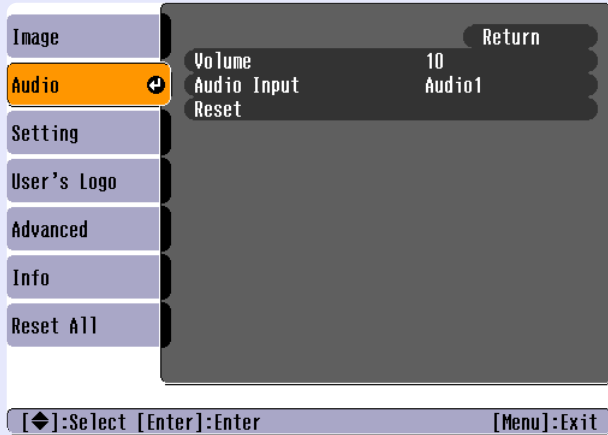 Image
Audio
Setting
User's Logo
Advanced
Info
Reset All
Return
Volume 10
Audio Input Audio1
Reset
[◆]:Select [Enter]:Enter [Menu]:Exit